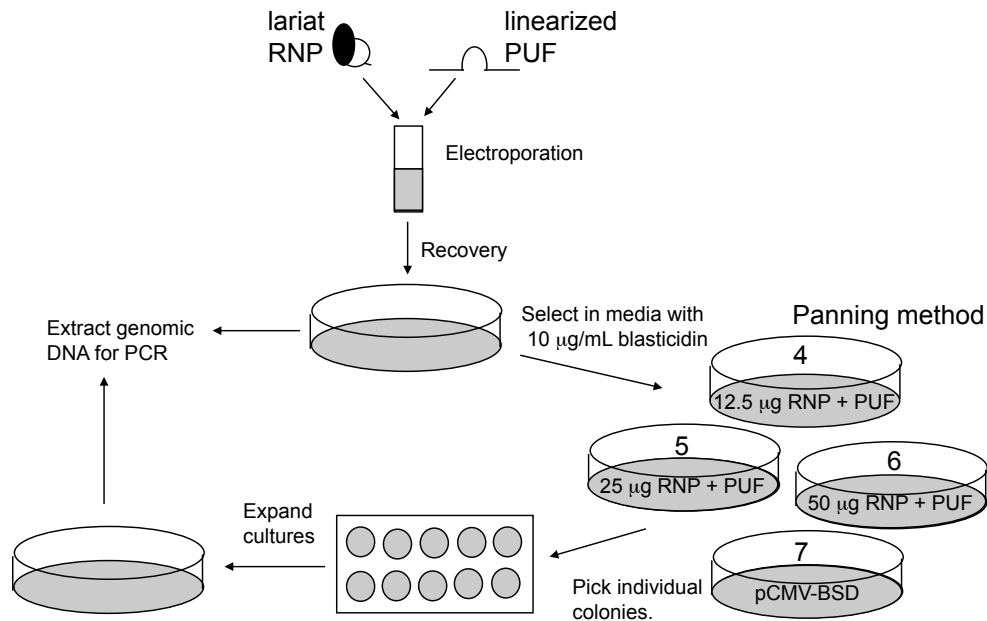 lariat
RNP
linearized
PUF
Electroporation
Recovery
Extract genomic
DNA for PCR
Select in media with
10 μg/mL blasticidin
Panning method
4
12.5 μg RNP + PUF
5
25 μg RNP + PUF
6
50 μg RNP + PUF
7
pCMV-BSD
Pick individual
colonies.
Expand
cultures